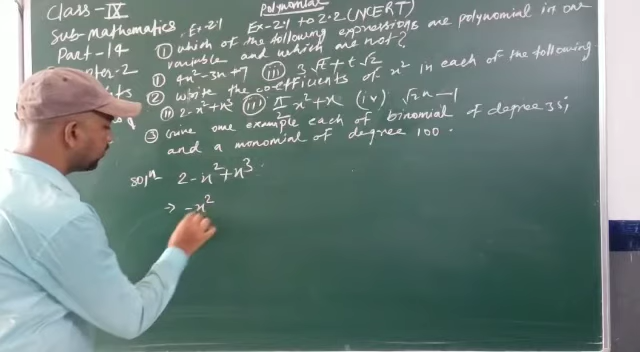 Class-IX
Sub-mathematics
Part-14
Polynomial
Ex-2.1 Ex-2.1 to 2.2 (NCERT)
① which of the following expressions are polynomial in one
variable and which are not?
① 4x²-3x+7 (iii) 3√t + t√2
② write the coefficients of x² in each of the following
(ii) 2-x²+x³ (iii) π/2 x²+x (iv) √2x-1
③ Give one example each of binomial of degree 35,
and a monomial of degree 100.
solⁿ 2-x²+x³
→ -x²